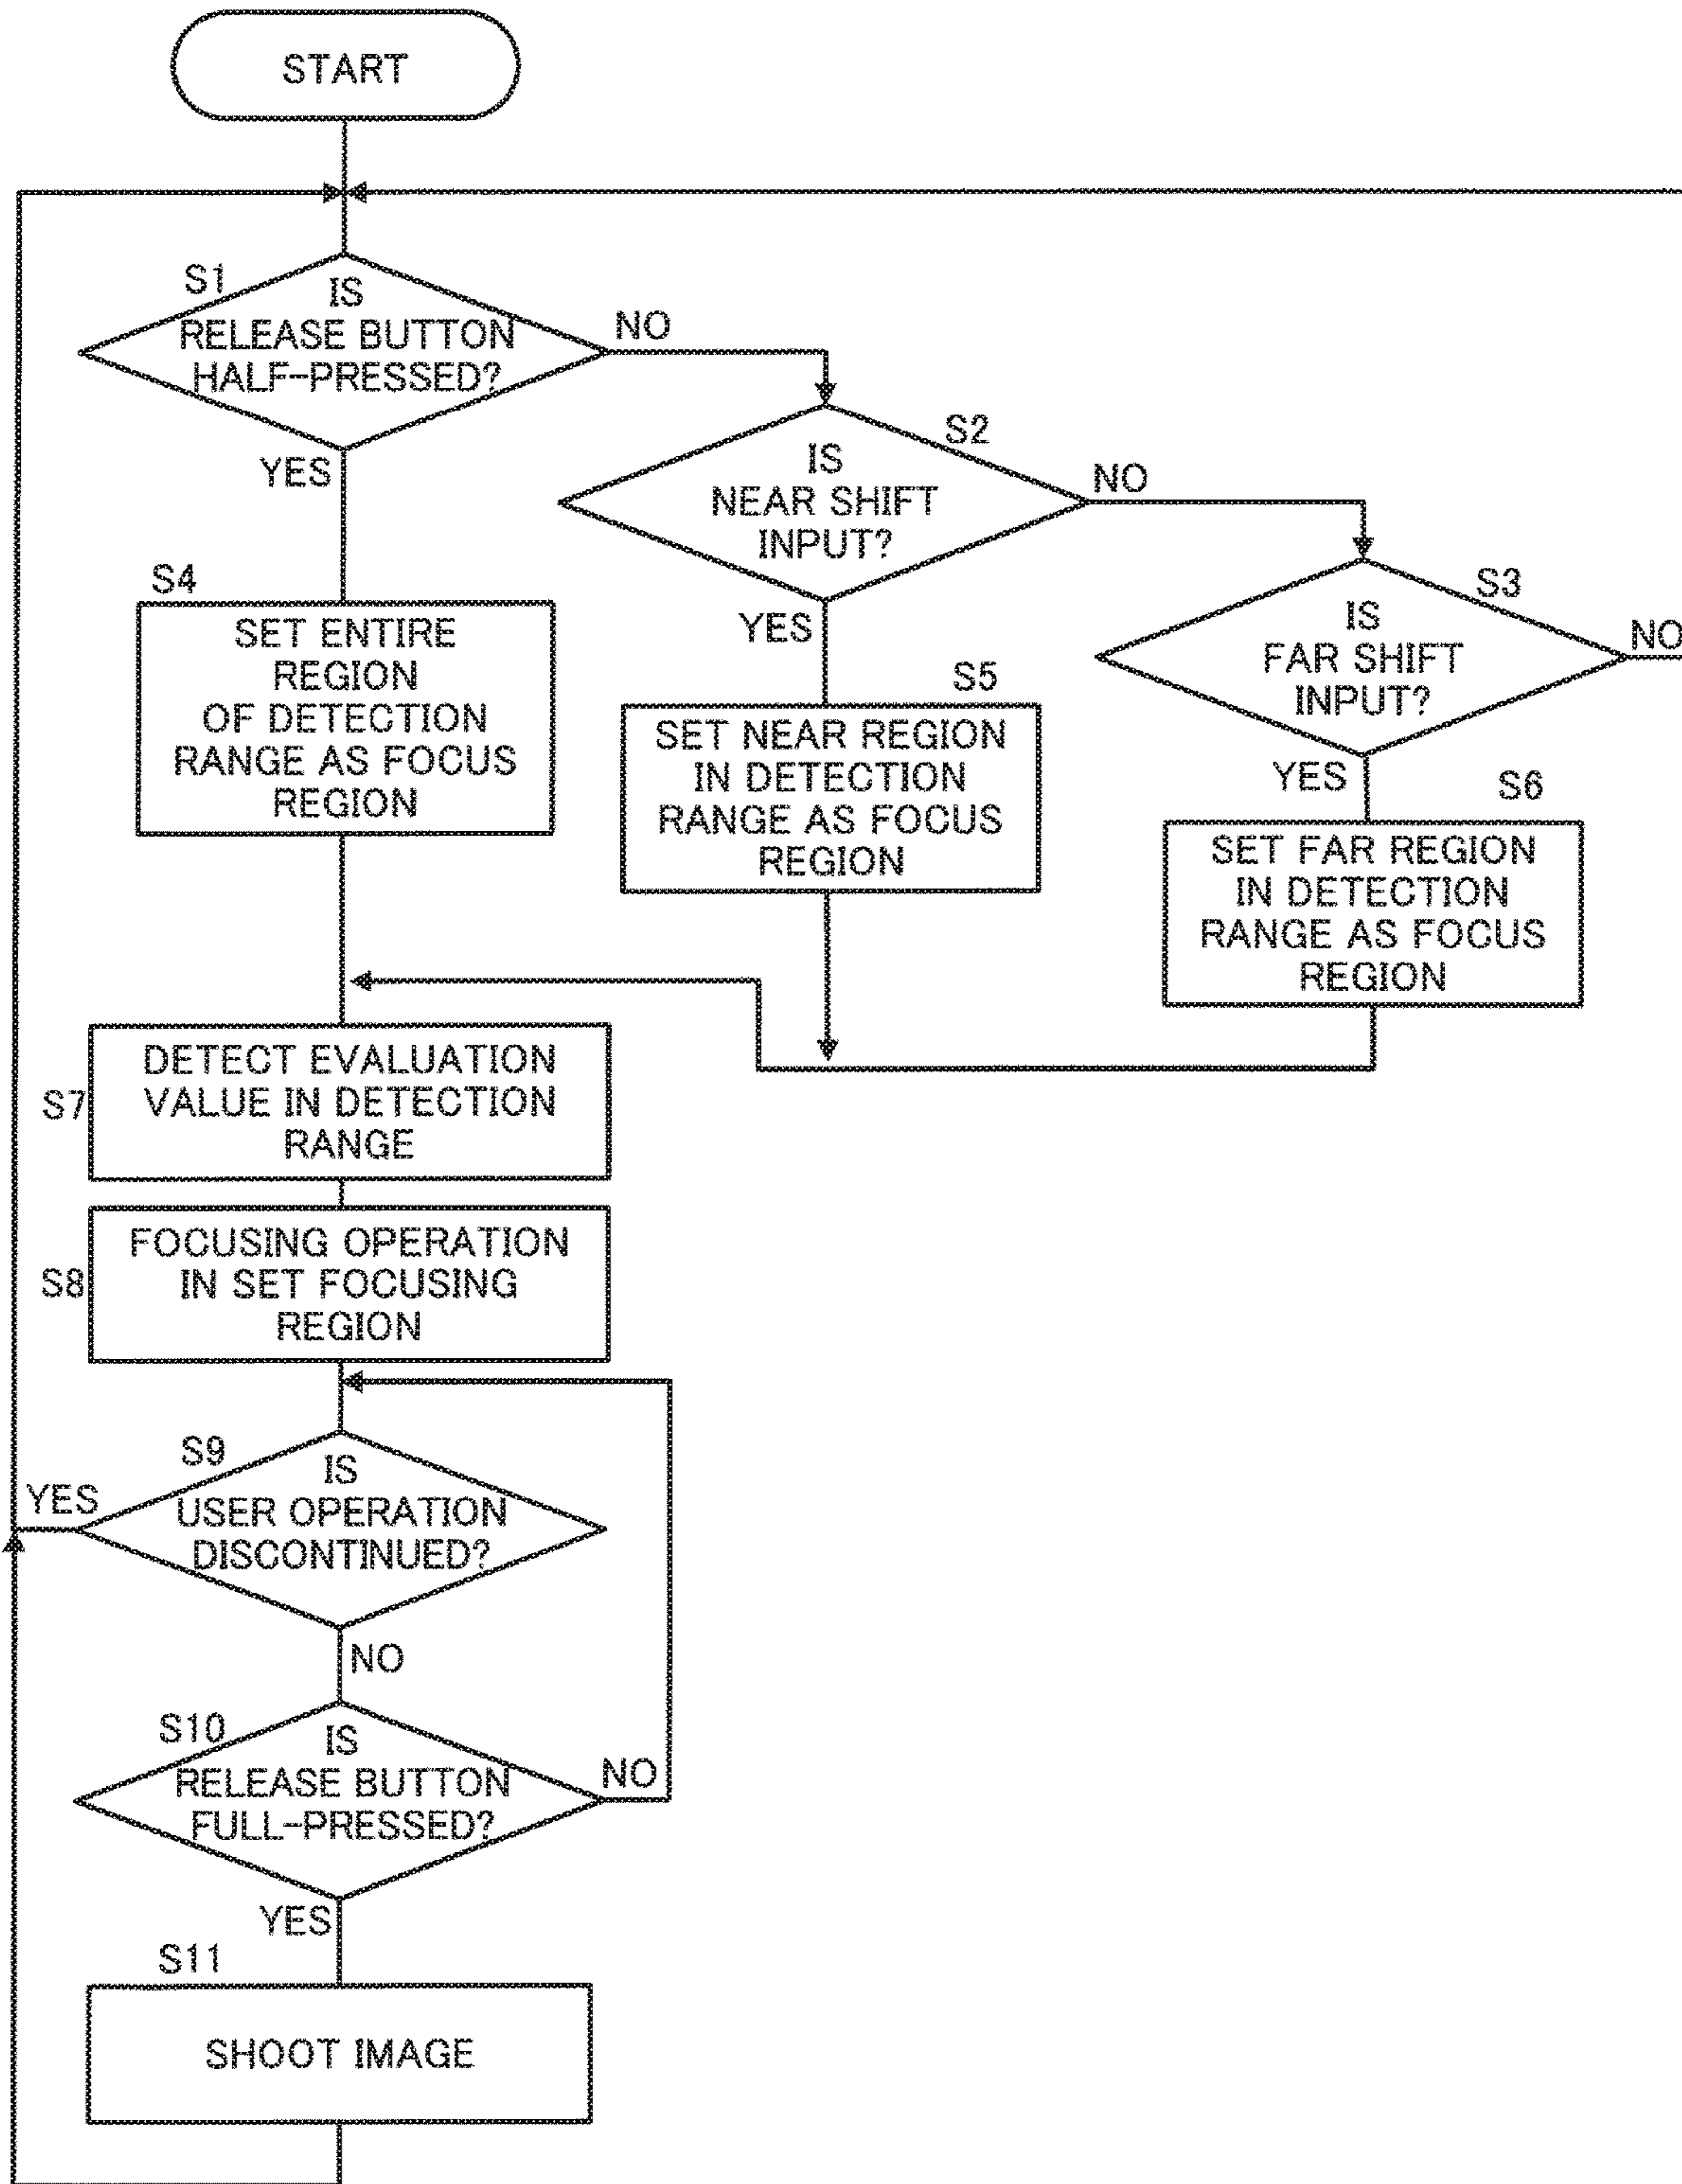 START
S1
IS
RELEASE BUTTON
HALF-PRESSED?
NO
YES
S2
IS
NEAR SHIFT
INPUT?
NO
YES
S3
IS
FAR SHIFT
INPUT?
NO
YES
S4
SET ENTIRE
REGION
OF DETECTION
RANGE AS FOCUS
REGION
S5
SET NEAR REGION
IN DETECTION
RANGE AS FOCUS
REGION
S6
SET FAR REGION
IN DETECTION
RANGE AS FOCUS
REGION
S7
DETECT EVALUATION
VALUE IN DETECTION
RANGE
S8
FOCUSING OPERATION
IN SET FOCUSING
REGION
S9
IS
USER OPERATION
DISCONTINUED?
YES
NO
S10
IS
RELEASE BUTTON
FULL-PRESSED?
NO
YES
S11
SHOOT IMAGE